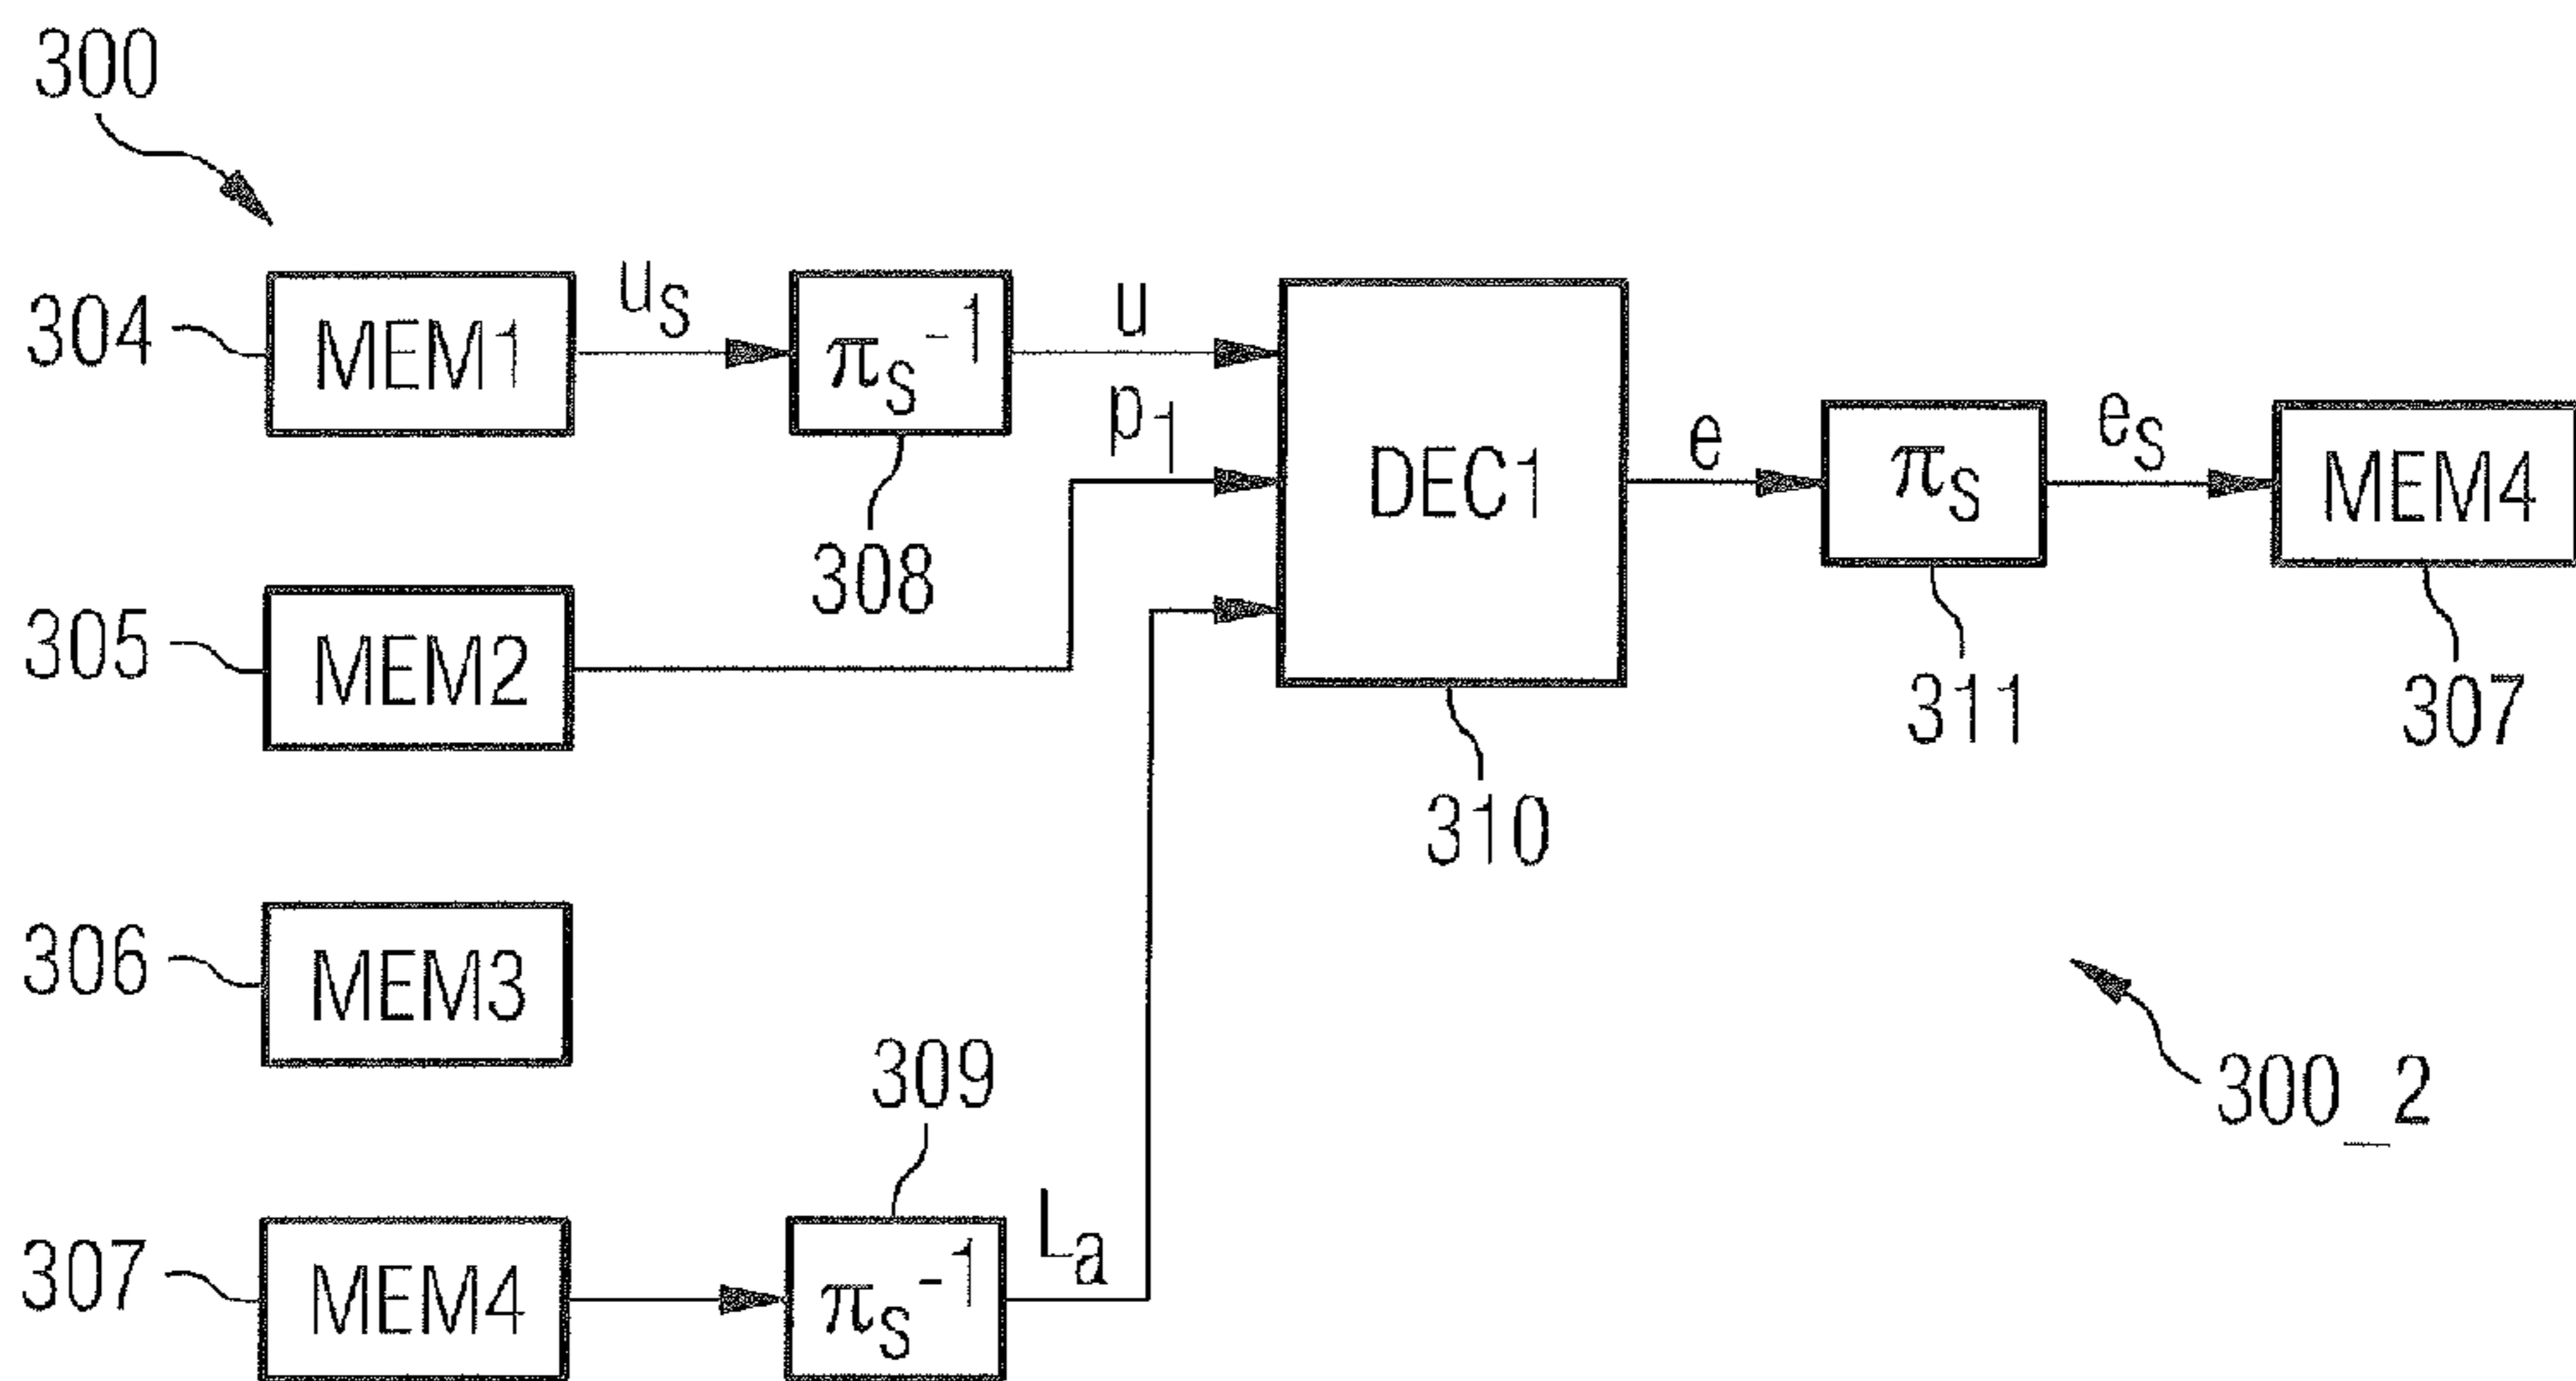 300
304
MEM1
u_S
π_S^-1
u
308
p_1
DEC1
310
e
π_S
311
e_S
MEM4
307
305
MEM2
306
MEM3
300_2
307
MEM4
309
π_S^-1
L_a